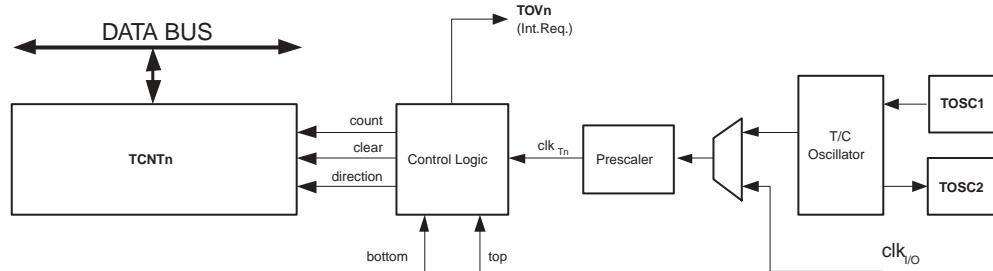 DATA BUS
TOVn
(Int.Req.)
TCNTn
count
clear
direction
Control Logic
clk Tn
Prescaler
T/C
Oscillator
TOSC1
TOSC2
bottom
top
clk I/O